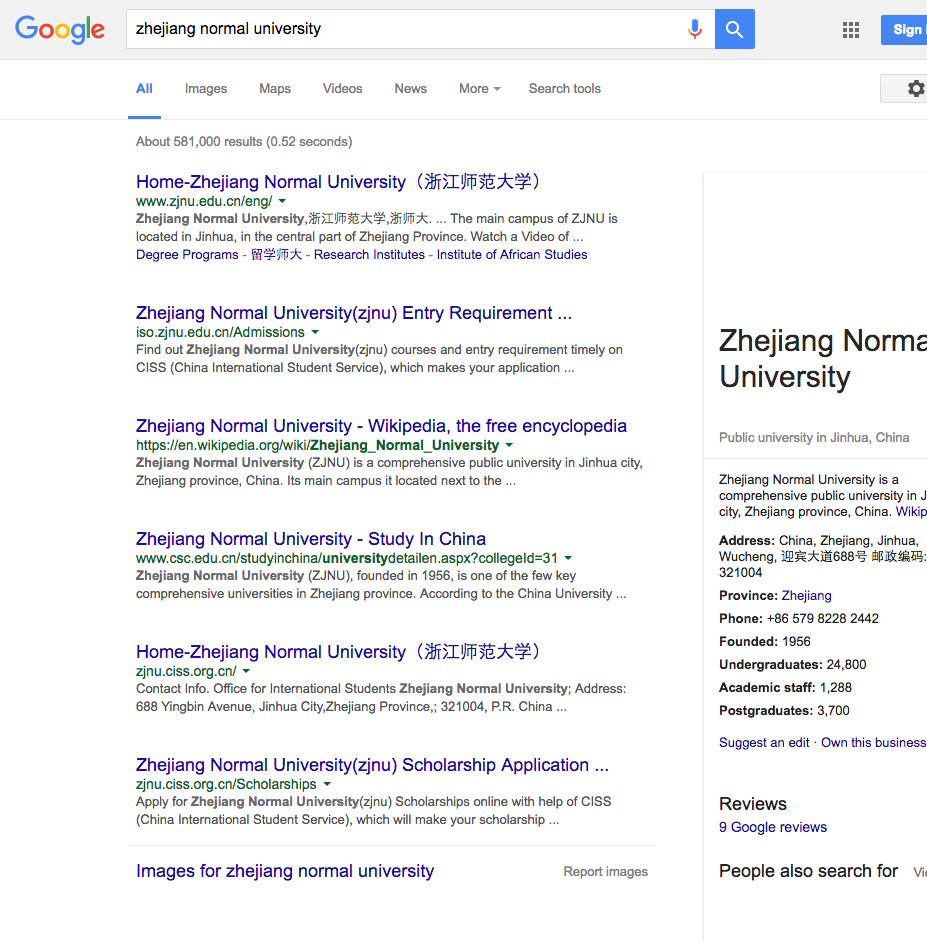 Google
zhejiang normal university
Sign
All Images Maps Videos News More Search tools
About 581,000 results (0.52 seconds)
Home-Zhejiang Normal University（浙江师范大学）
www.zjnu.edu.cn/eng/
Zhejiang Normal University,浙江师范大学,浙师大. ... The main campus of ZJNU is
located in Jinhua, in the central part of Zhejiang Province. Watch a Video of ...
Degree Programs - 留学师大 - Research Institutes - Institute of African Studies
Zhejiang Normal University(zjnu) Entry Requirement ...
iso.zjnu.edu.cn/Admissions
Find out Zhejiang Normal University(zjnu) courses and entry requirement timely on
CISS (China International Student Service), which makes your application ...
Zhejiang Normal University - Wikipedia, the free encyclopedia
https://en.wikipedia.org/wiki/Zhejiang_Normal_University
Zhejiang Normal University (ZJNU) is a comprehensive public university in Jinhua city,
Zhejiang province, China. Its main campus it located next to the ...
Zhejiang Normal University - Study In China
www.csc.edu.cn/studyinchina/universitydetailen.aspx?collegeId=31
Zhejiang Normal University (ZJNU), founded in 1956, is one of the few key
comprehensive universities in Zhejiang province. According to the China University ...
Home-Zhejiang Normal University（浙江师范大学）
zjnu.ciss.org.cn/
Contact Info. Office for International Students Zhejiang Normal University; Address:
688 Yingbin Avenue, Jinhua City,Zhejiang Province,; 321004, P.R. China ...
Zhejiang Normal University(zjnu) Scholarship Application ...
zjnu.ciss.org.cn/Scholarships
Apply for Zhejiang Normal University(zjnu) Scholarships online with help of CISS
(China International Student Service), which will make your scholarship ...
Images for zhejiang normal university
Report images
Zhejiang Norma
University
Public university in Jinhua, China
Zhejiang Normal University is a
comprehensive public university in J
city, Zhejiang province, China. Wikip
Address: China, Zhejiang, Jinhua,
Wucheng, 迎宾大道688号 邮政编码:
321004
Province: Zhejiang
Phone: +86 579 8228 2442
Founded: 1956
Undergraduates: 24,800
Academic staff: 1,288
Postgraduates: 3,700
Suggest an edit · Own this business
Reviews
9 Google reviews
People also search for Vie